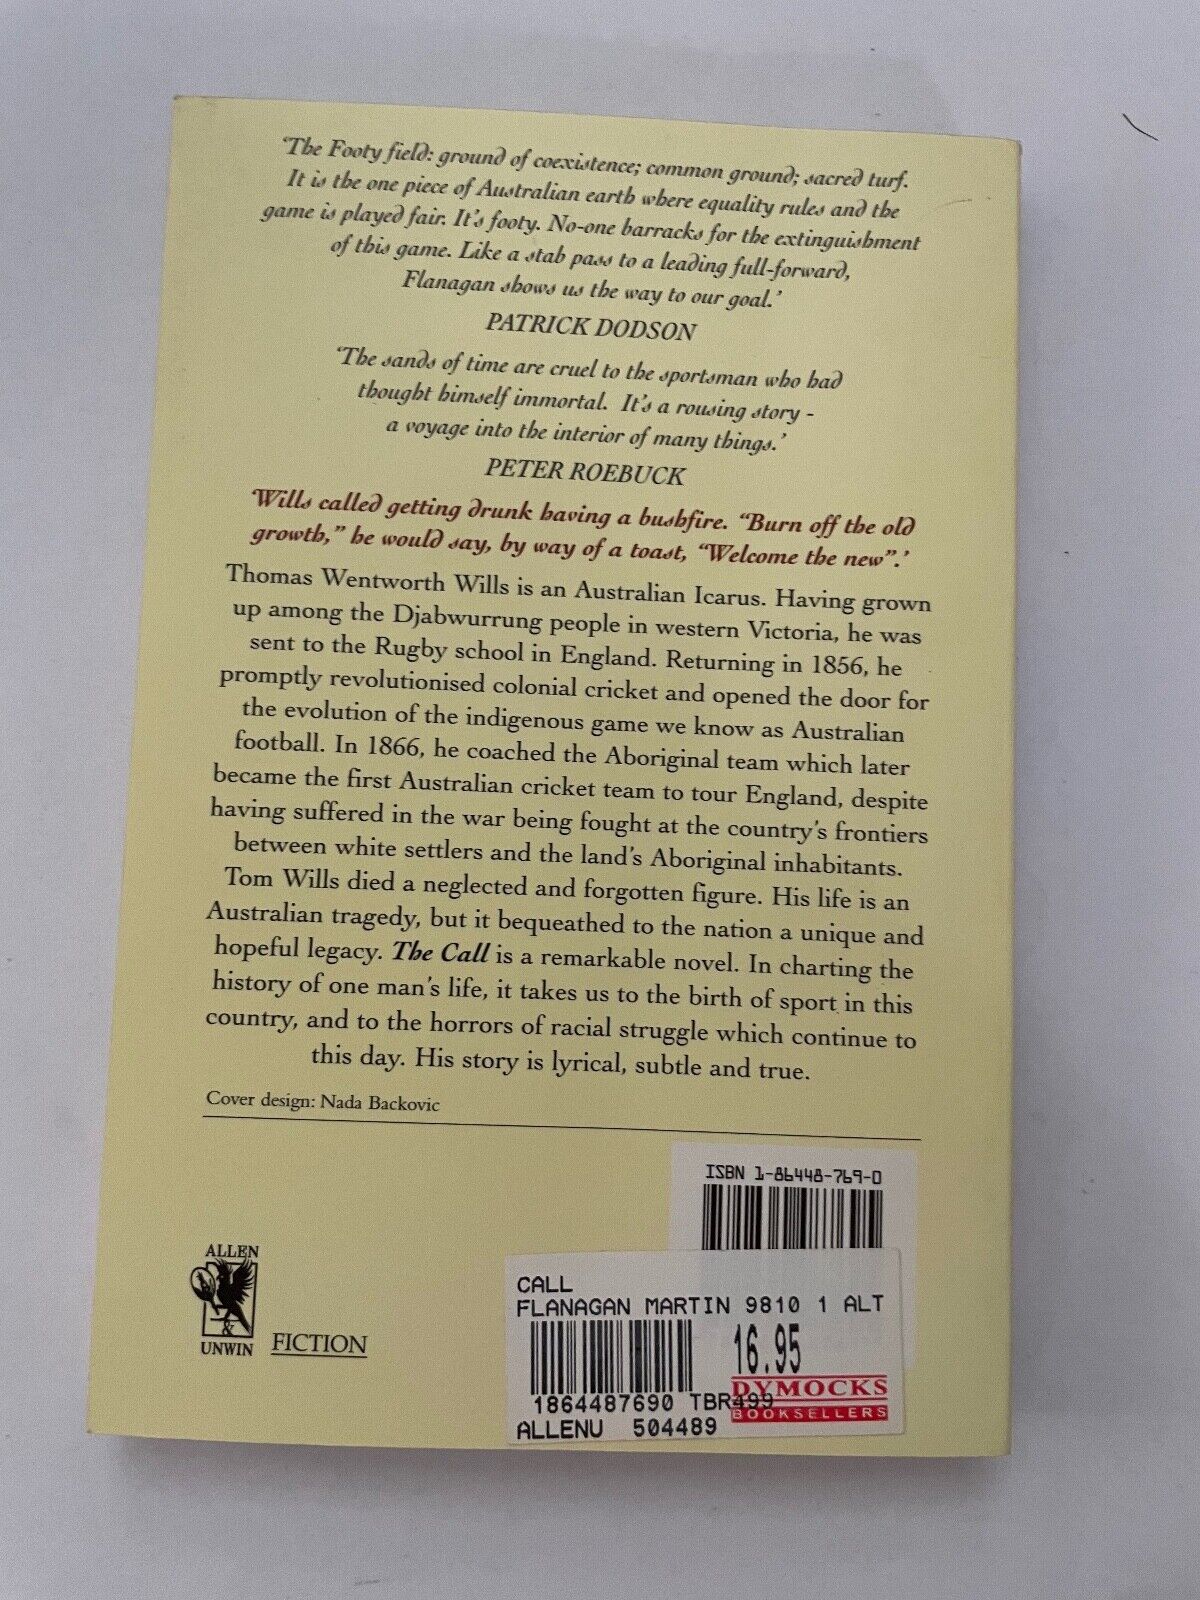 ‘The Footy field: ground of coexistence; common ground; sacred turf.
It is the one piece of Australian earth where equality rules and the
game is played fair. It’s footy. No-one barracks for the extinguishment
of this game. Like a stab pass to a leading full-forward,
Flanagan shows us the way to our goal.’
PATRICK DODSON
‘The sands of time are cruel to the sportsman who had
thought himself immortal. It’s a rousing story -
a voyage into the interior of many things.’
PETER ROEBUCK
‘Wills called getting drunk having a bushfire. “Burn off the old
growth,” he would say, by way of a toast, “Welcome the new”.’
Thomas Wentworth Wills is an Australian Icarus. Having grown
up among the Djabwurrung people in western Victoria, he was
sent to the Rugby school in England. Returning in 1856, he
promptly revolutionised colonial cricket and opened the door for
the evolution of the indigenous game we know as Australian
football. In 1866, he coached the Aboriginal team which later
became the first Australian cricket team to tour England, despite
having suffered in the war being fought at the country’s frontiers
between white settlers and the land’s Aboriginal inhabitants.
Tom Wills died a neglected and forgotten figure. His life is an
Australian tragedy, but it bequeathed to the nation a unique and
hopeful legacy. The Call is a remarkable novel. In charting the
history of one man’s life, it takes us to the birth of sport in this
country, and to the horrors of racial struggle which continue to
this day. His story is lyrical, subtle and true.
Cover design: Nada Backovic
ISBN 1-86448-769-0
ALLEN
&
UNWIN
FICTION
CALL
FLANAGAN MARTIN 9810 1 ALT
16.95
DYMOCKS
BOOKSELLERS
1864487690 TBR499
ALLENU 504489